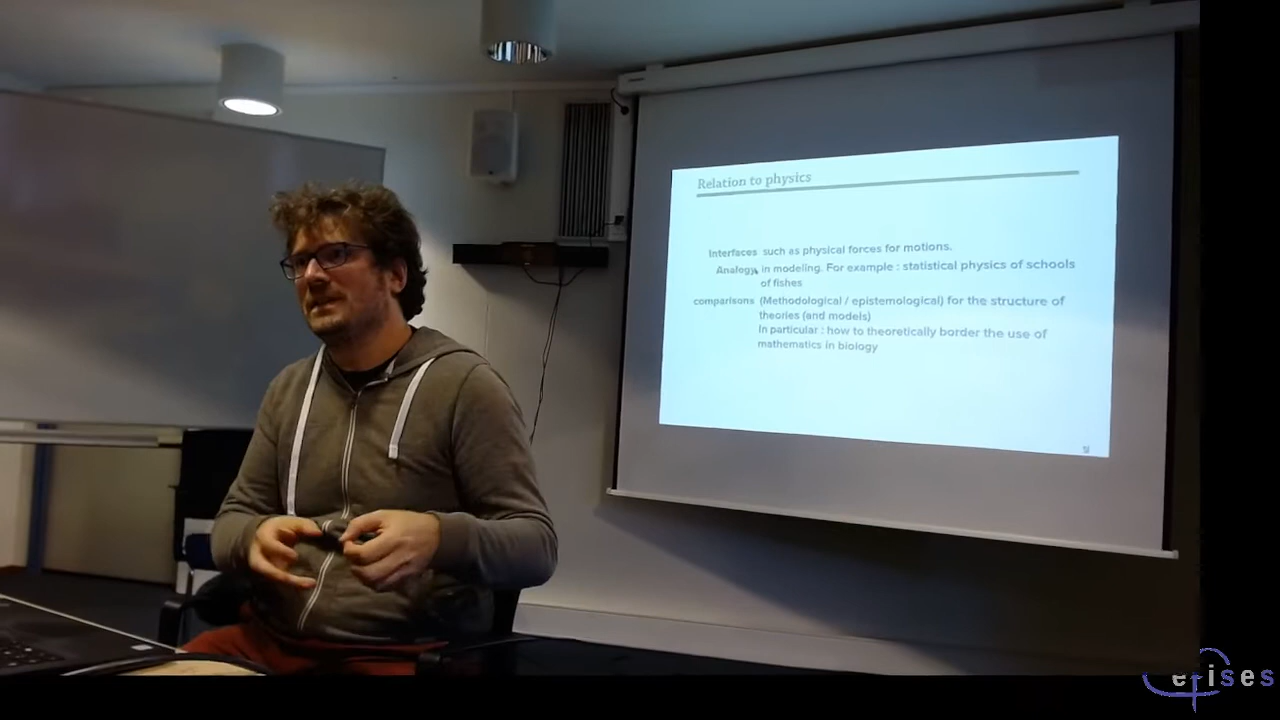 Relation to physics
Interfaces such as physical forces for motions.
Analogy in modeling. For example : statistical physics of schools
of fishes
comparisons (Methodological / epistemological) for the structure of
theories (and models)
In particular : how to theoretically border the use of
mathematics in biology
erises